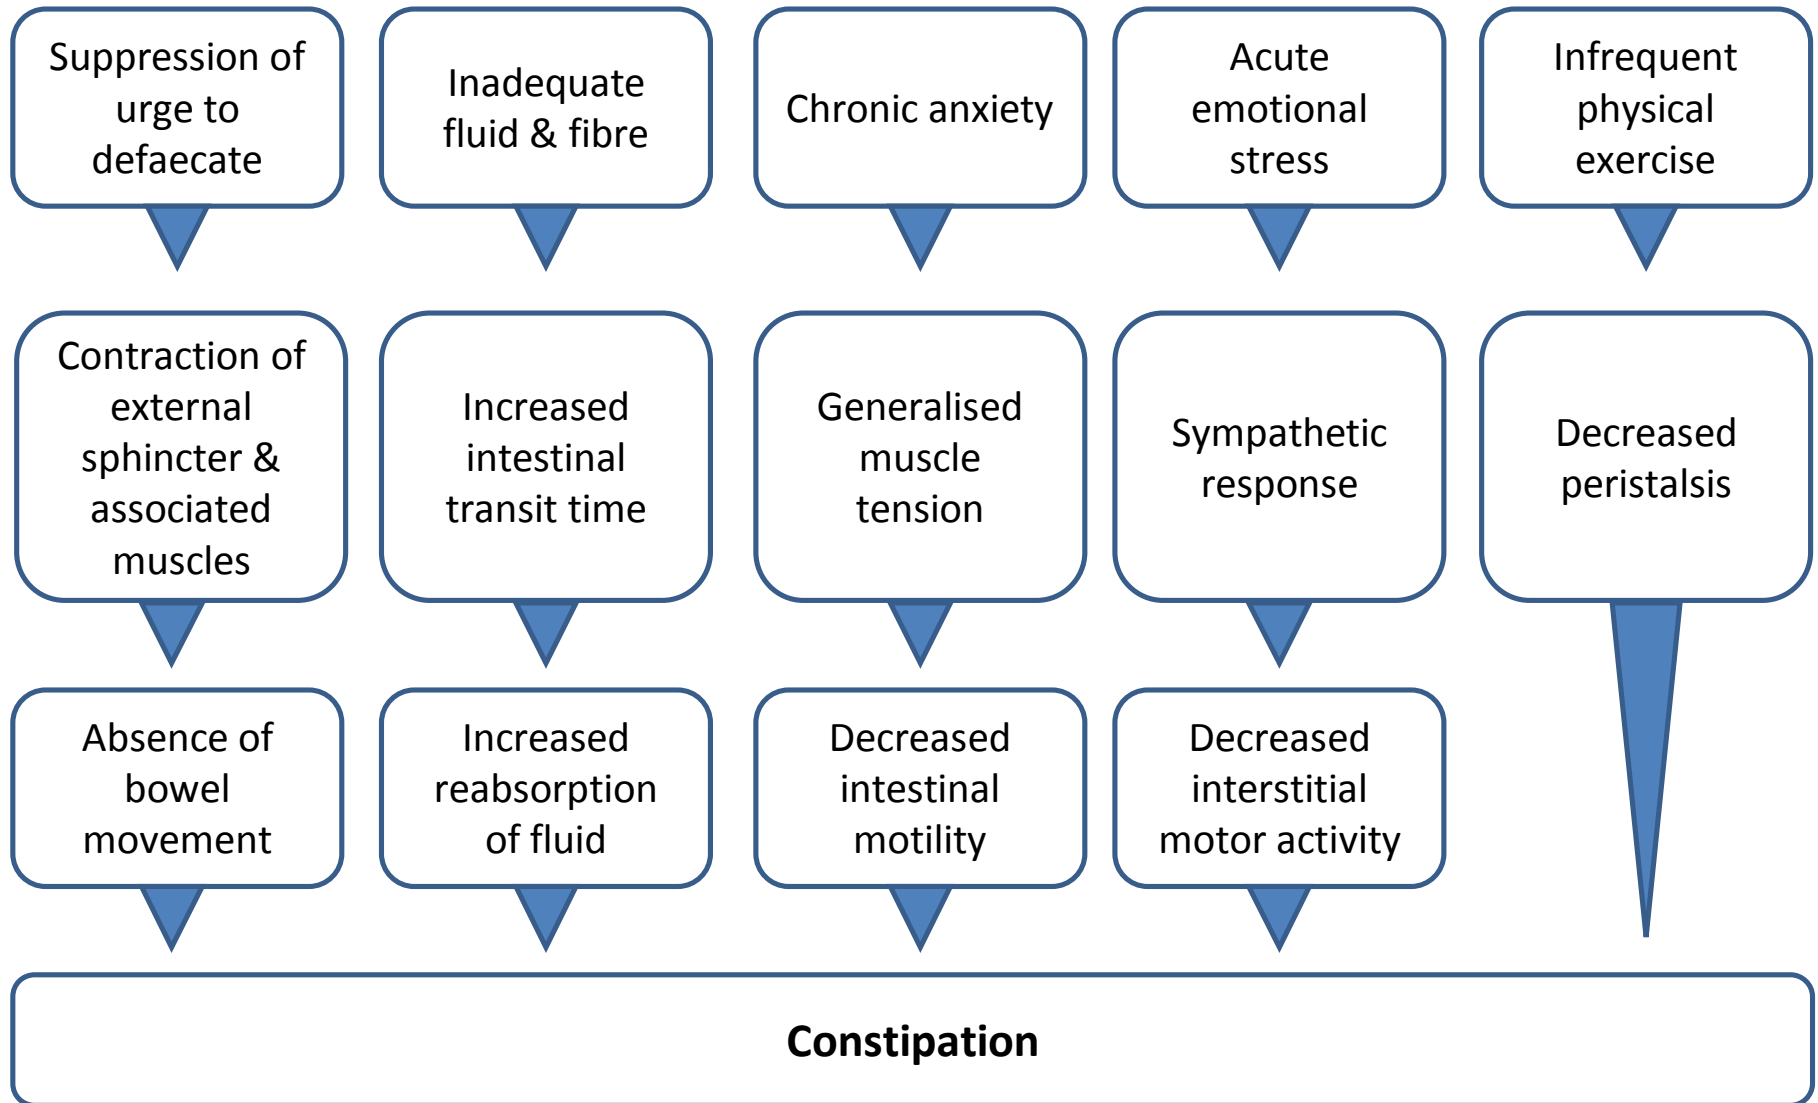 Suppression of
urge to
defaecate
Inadequate
fluid & fibre
Chronic anxiety
Acute
emotional
stress
Infrequent
physical
exercise
Contraction of
external
sphincter &
associated
muscles
Increased
intestinal
transit time
Generalised
muscle
tension
Sympathetic
response
Decreased
peristalsis
Absence of
bowel
movement
Increased
reabsorption
of fluid
Decreased
intestinal
motility
Decreased
interstitial
motor activity
Constipation